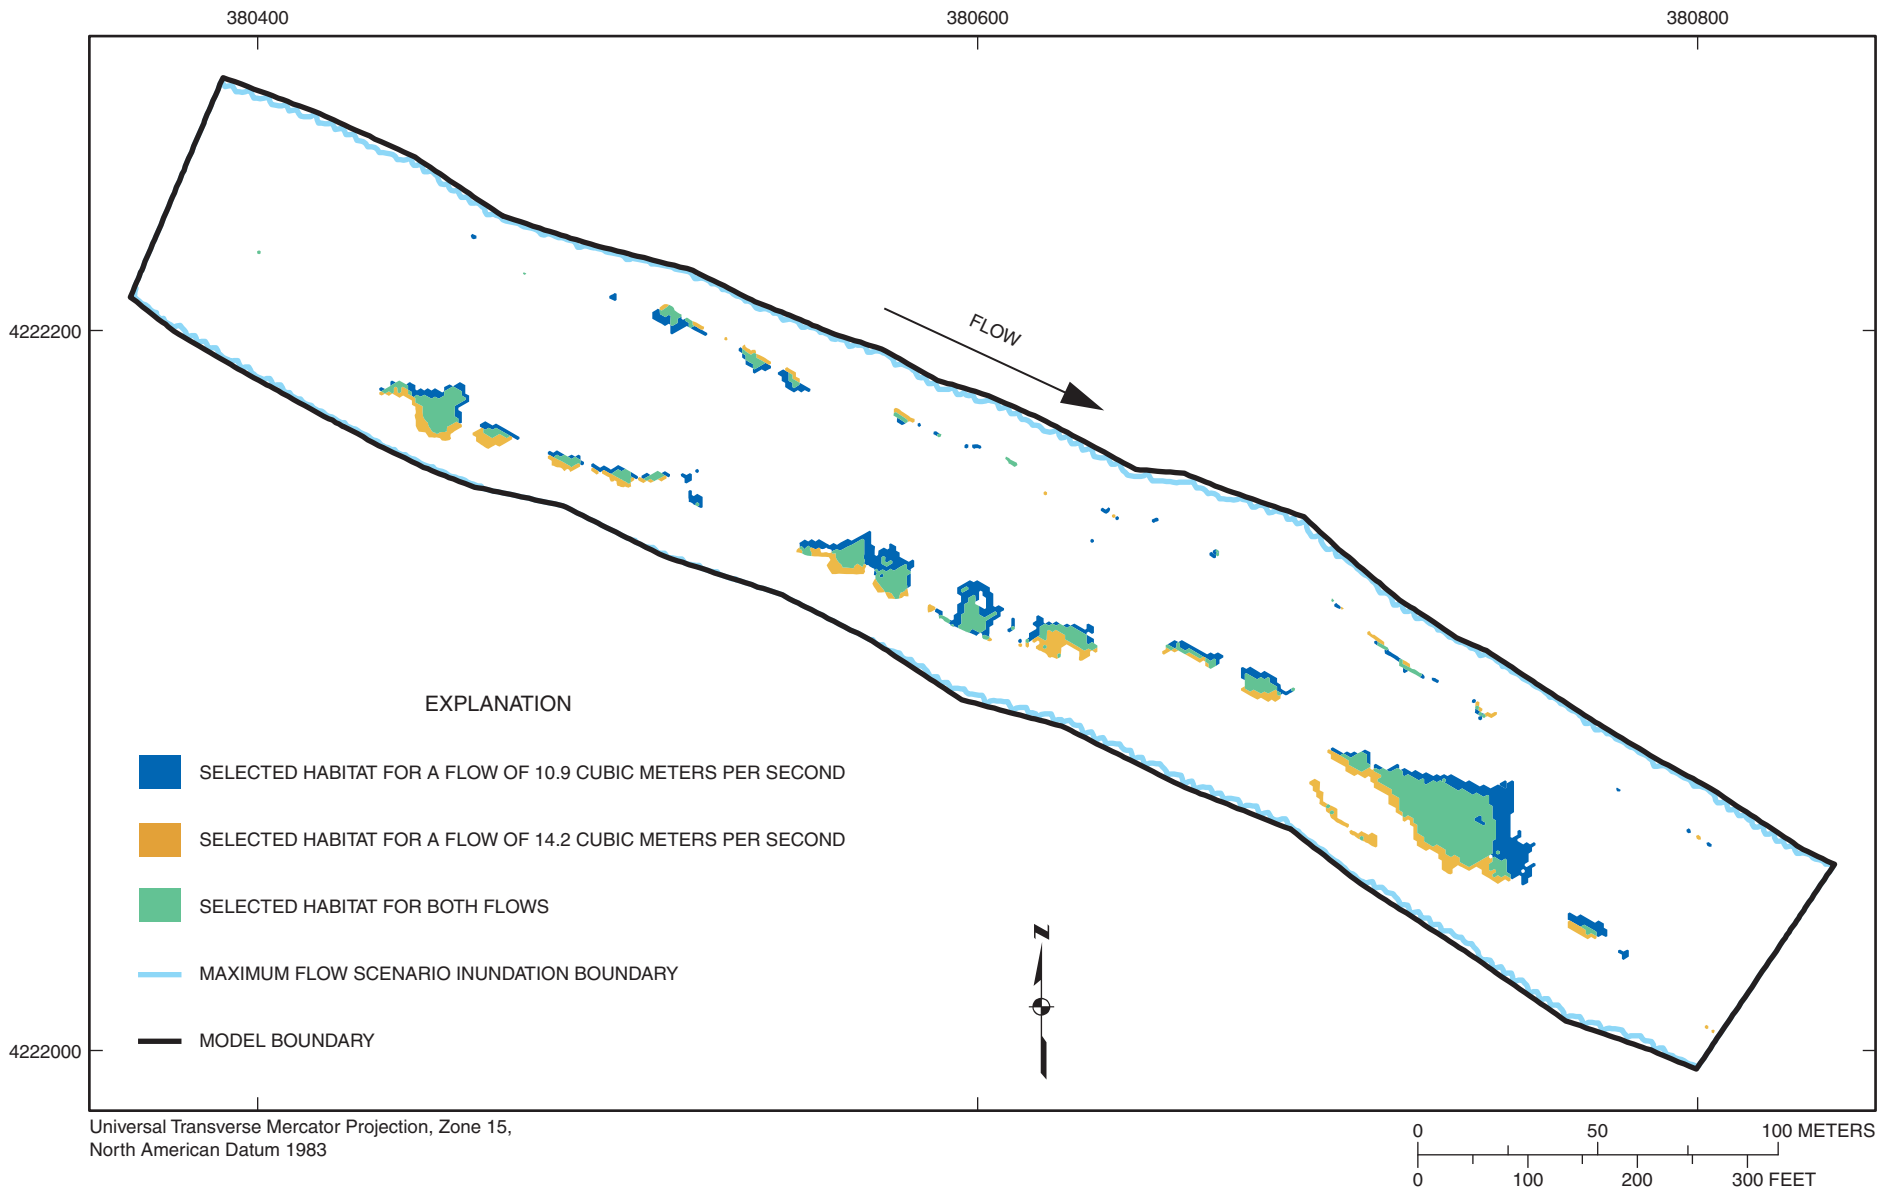 380400 380600 380800
FLOW
4222200
EXPLANATION
SELECTED HABITAT FOR A FLOW OF 10.9 CUBIC METERS PER SECOND
SELECTED HABITAT FOR A FLOW OF 14.2 CUBIC METERS PER SECOND
SELECTED HABITAT FOR BOTH FLOWS
N
MAXIMUM FLOW SCENARIO INUNDATION BOUNDARY
MODEL BOUNDARY
4222000
Universal Transverse Mercator Projection, Zone 15,
North American Datum 1983
0 50 100 METERS
0 100 200 300 FEET